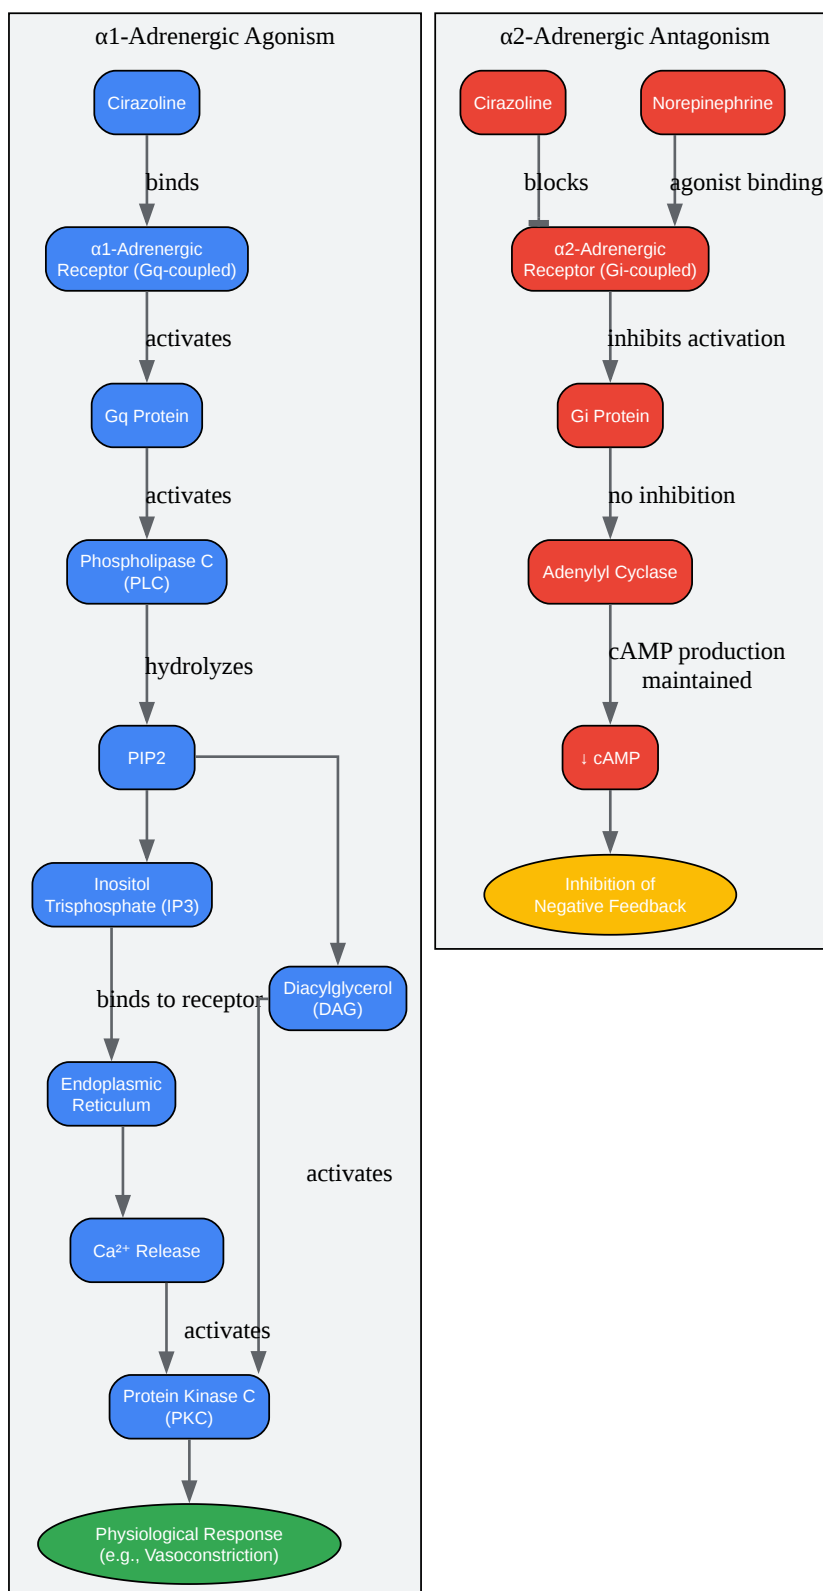 α1-Adrenergic Agonism
Cirazoline
binds
α1-Adrenergic
Receptor (Gq-coupled)
activates
Gq Protein
activates
Phospholipase C
(PLC)
hydrolyzes
PIP2
Inositol
Trisphosphate (IP3)
binds to receptor
Diacylglycerol
(DAG)
Endoplasmic
Reticulum
activates
Ca²⁺ Release
activates
Protein Kinase C
(PKC)
Physiological Response
(e.g., Vasoconstriction)
α2-Adrenergic Antagonism
Cirazoline
Norepinephrine
blocks
agonist binding
α2-Adrenergic
Receptor (Gi-coupled)
inhibits activation
Gi Protein
no inhibition
Adenylyl Cyclase
cAMP production
maintained
↓ cAMP
Inhibition of
Negative Feedback